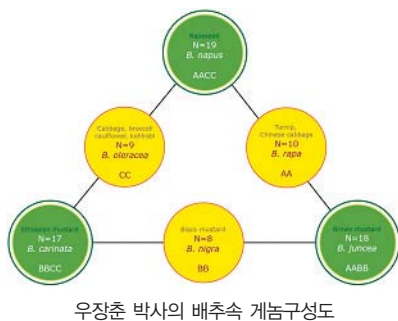 Rapeseed
N=19
B. napus
AACC
Cabbage, broccoli
cauliflower, kohlrabi
N=9
B. oleracea
CC
Turnip,
Chinese cabbage
N=10
B. rapa
AA
Ethiopian mustard
N=17
B. carinata
BBCC
Black mustard
N=8
B. nigra
BB
Brown mustard
N=18
B. juncea
AABB
우장춘 박사의 배추속 게놈구성도